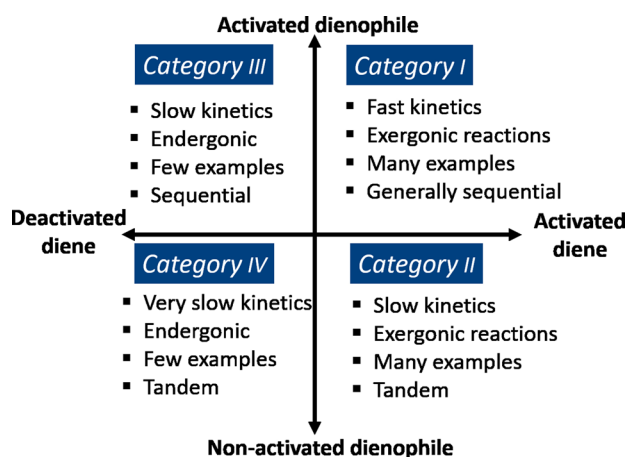 Activated dienophile
Category III
▪ Slow kinetics
▪ Endergonic
▪ Few examples
▪ Sequential
Category I
▪ Fast kinetics
▪ Exergonic reactions
▪ Many examples
▪ Generally sequential
Deactivated
diene
Activated
diene
Category IV
▪ Very slow kinetics
▪ Endergonic
▪ Few examples
▪ Tandem
Category II
▪ Slow kinetics
▪ Exergonic reactions
▪ Many examples
▪ Tandem
Non-activated dienophile